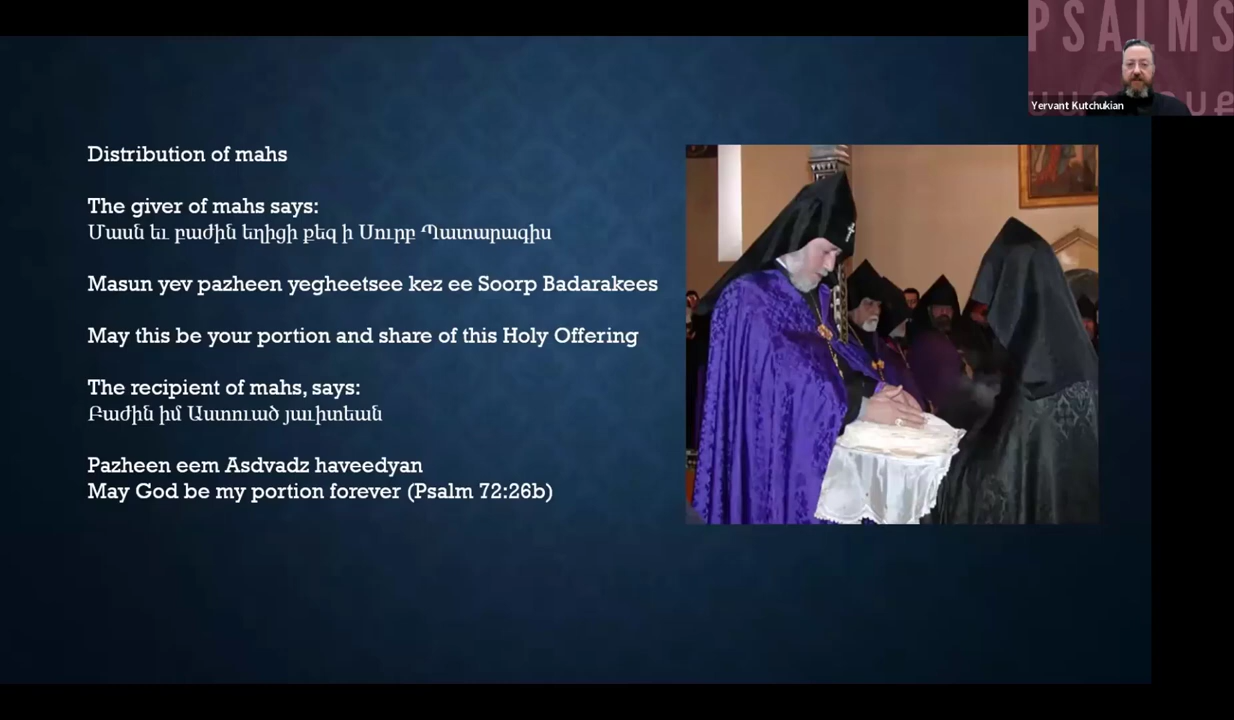 PSALMS
Yervant Kutchukian
Distribution of mahs
The giver of mahs says:
Մասն եւ բաժին եղիցի քեզ ի Սուրբ Պատարագիս
Masun yev pazheen yegheetsee kez ee Soorp Badarakees
May this be your portion and share of this Holy Offering
The recipient of mahs, says:
Բաժին իմ Աստուած յաւիտեան
Pazheen eem Asdvadz haveedyan
May God be my portion forever (Psalm 72:26b)